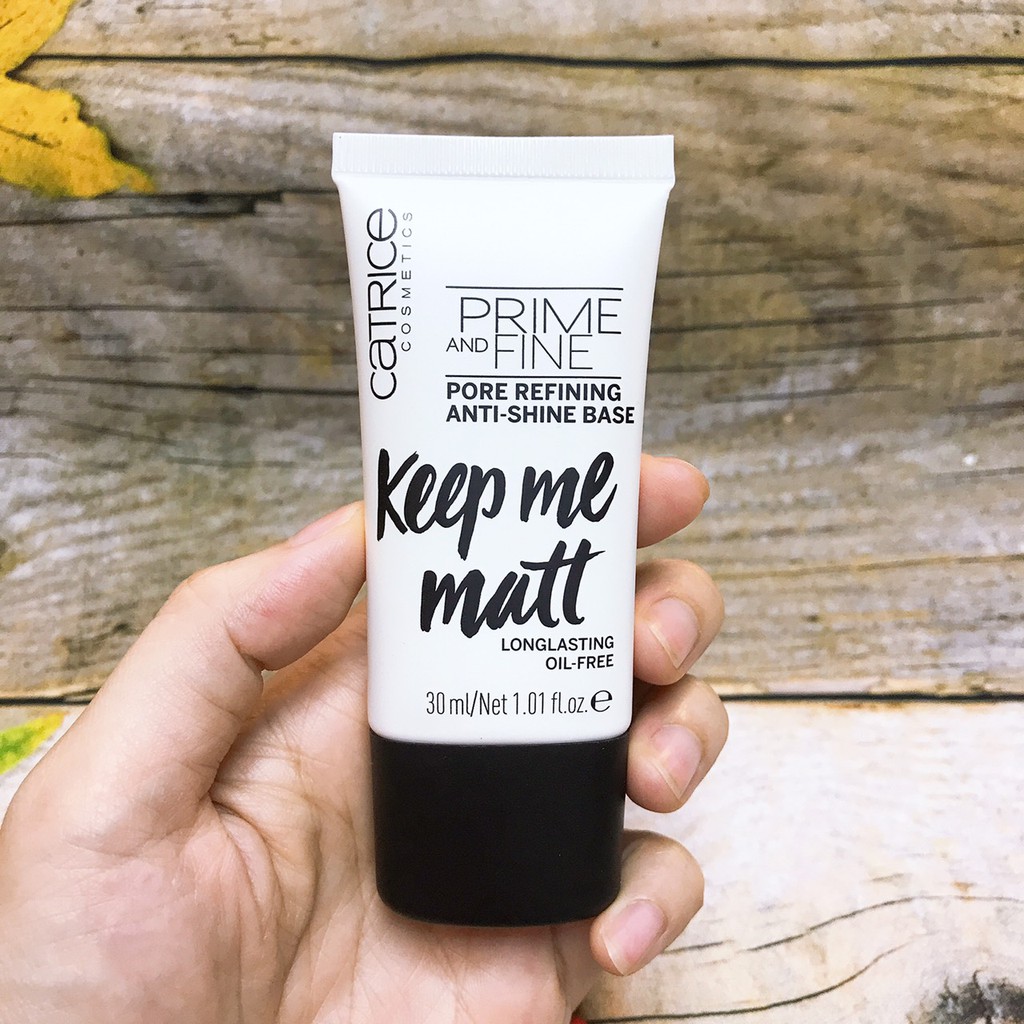 CATRICE
COSMETICS
PRIME
AND FINE
PORE REFINING
ANTI-SHINE BASE
Keep me
matt
LONGLASTING
OIL-FREE
30 ml/Net 1.01 fl.oz. ℮